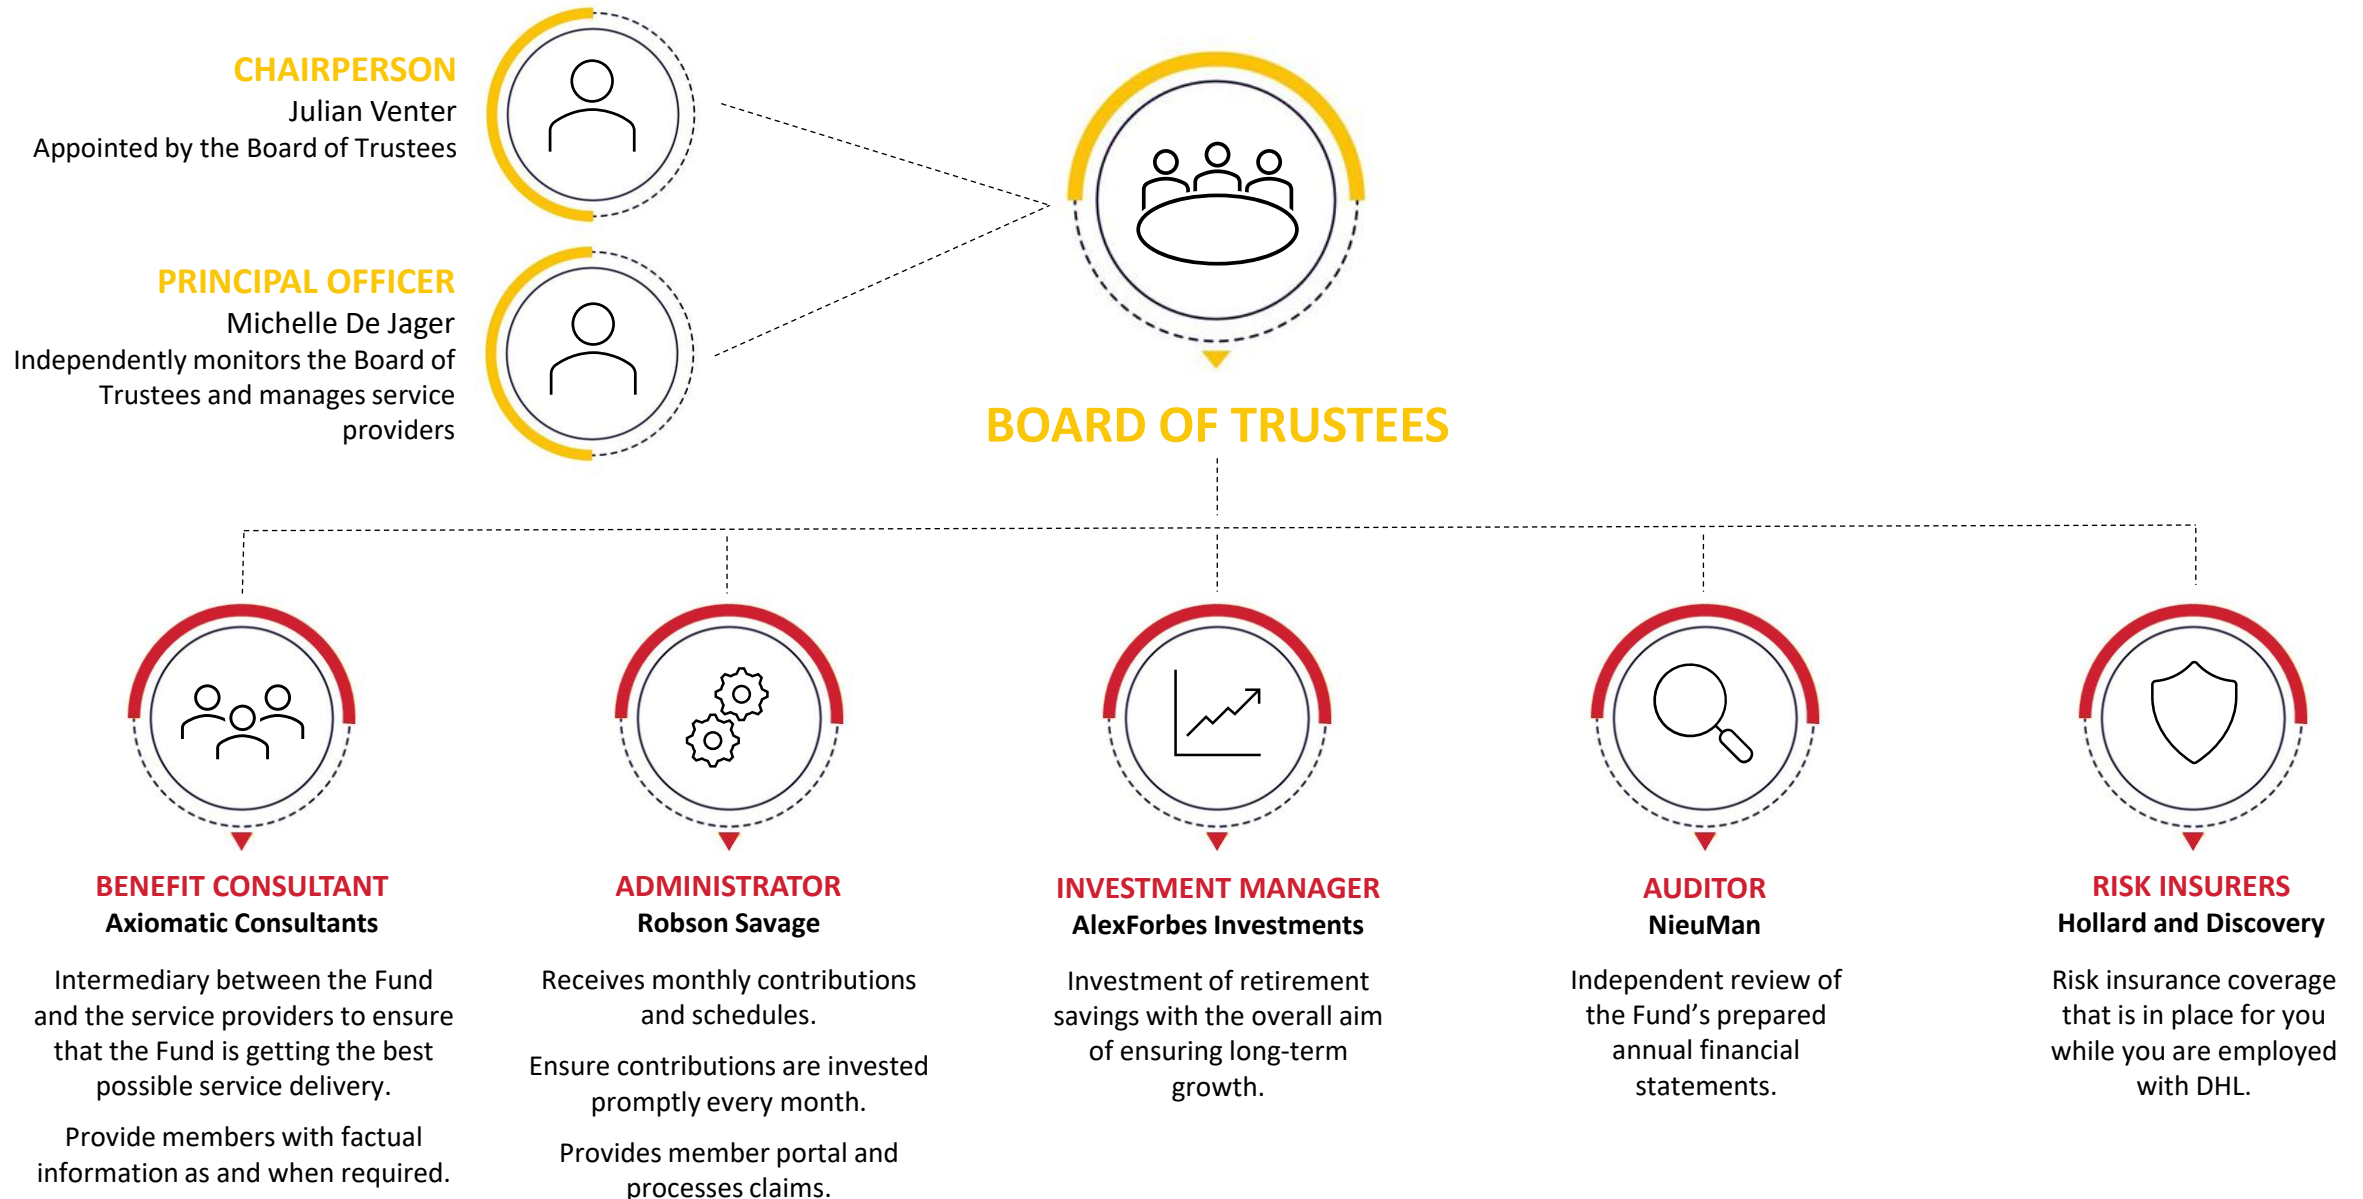 CHAIRPERSON
Julian Venter
Appointed by the Board of Trustees
PRINCIPAL OFFICER
Michelle De Jager
Independently monitors the Board of
Trustees and manages service
providers
BOARD OF TRUSTEES
BENEFIT CONSULTANT
Axiomatic Consultants
Intermediary between the Fund
and the service providers to ensure
that the Fund is getting the best
possible service delivery.
Provide members with factual
information as and when required.
ADMINISTRATOR
Robson Savage
Receives monthly contributions
and schedules.
Ensure contributions are invested
promptly every month.
Provides member portal and
processes claims.
INVESTMENT MANAGER
AlexForbes Investments
Investment of retirement
savings with the overall aim
of ensuring long-term
growth.
AUDITOR
NieuMan
Independent review of
the Fund’s prepared
annual financial
statements.
RISK INSURERS
Hollard and Discovery
Risk insurance coverage
that is in place for you
while you are employed
with DHL.